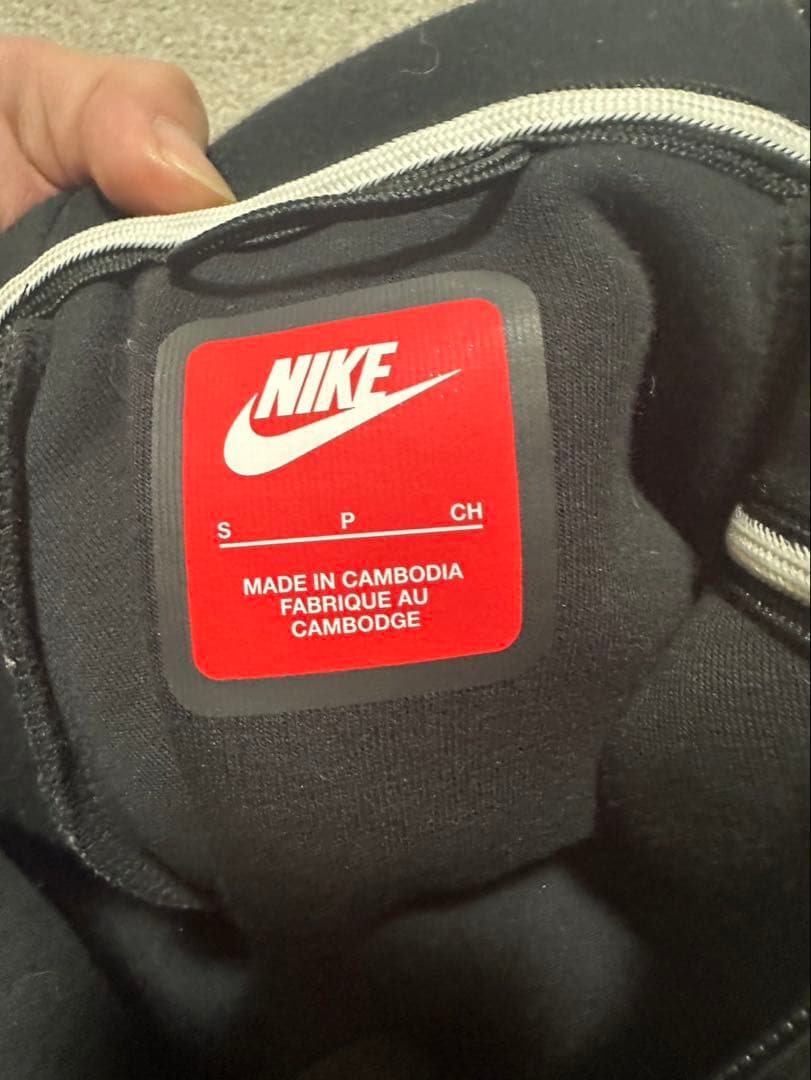 NIKE
S P CH
MADE IN CAMBODIA
FABRIQUE AU
CAMBODGE